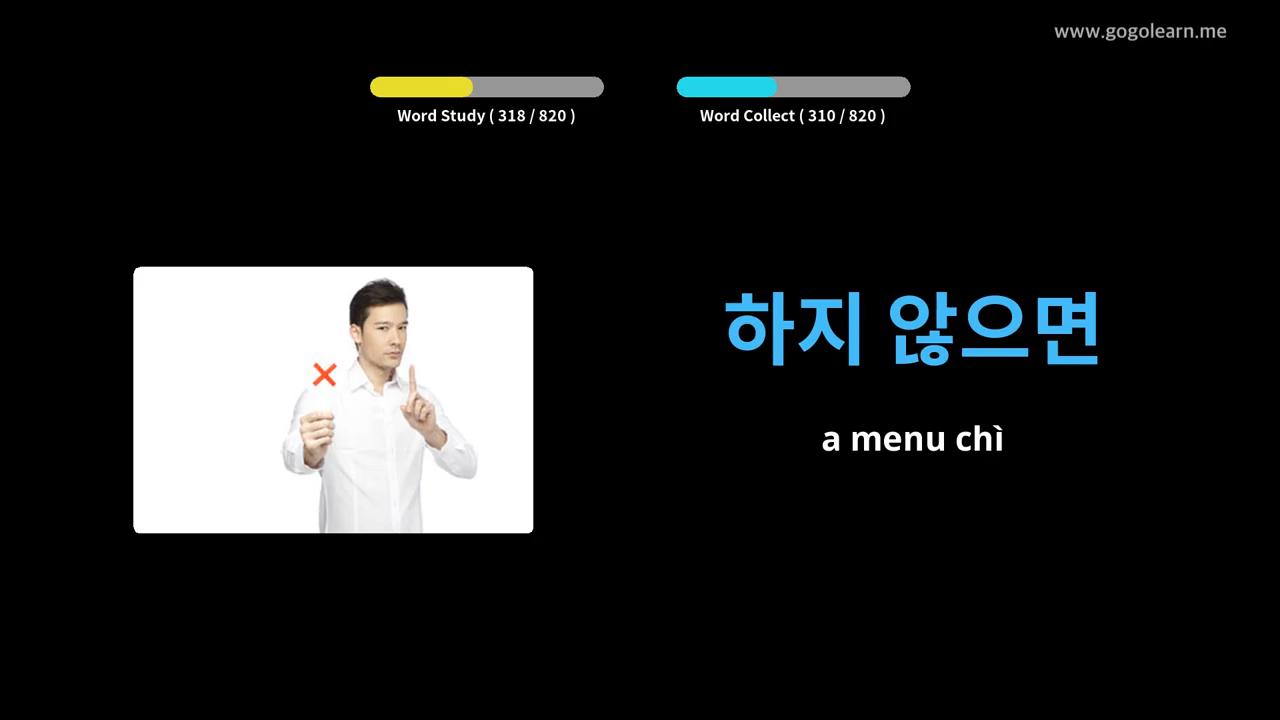 www.gogolearn.me
Word Study ( 318 / 820 )
Word Collect ( 310 / 820 )
하지 않으면
a menu chì